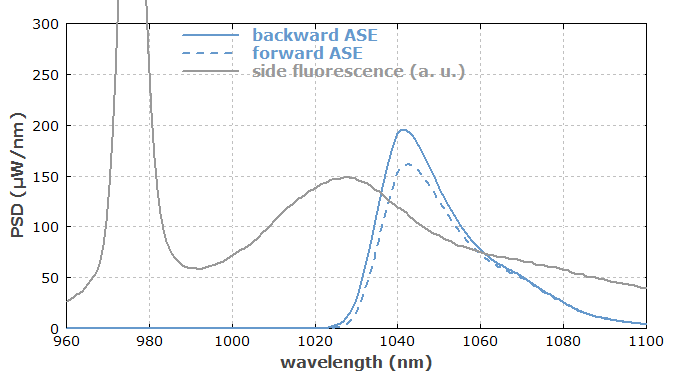 300
250
200
150
100
50
0
PSD (µW/nm)
backward ASE
forward ASE
side fluorescence (a. u.)
960 980 1000 1020 1040 1060 1080 1100
wavelength (nm)